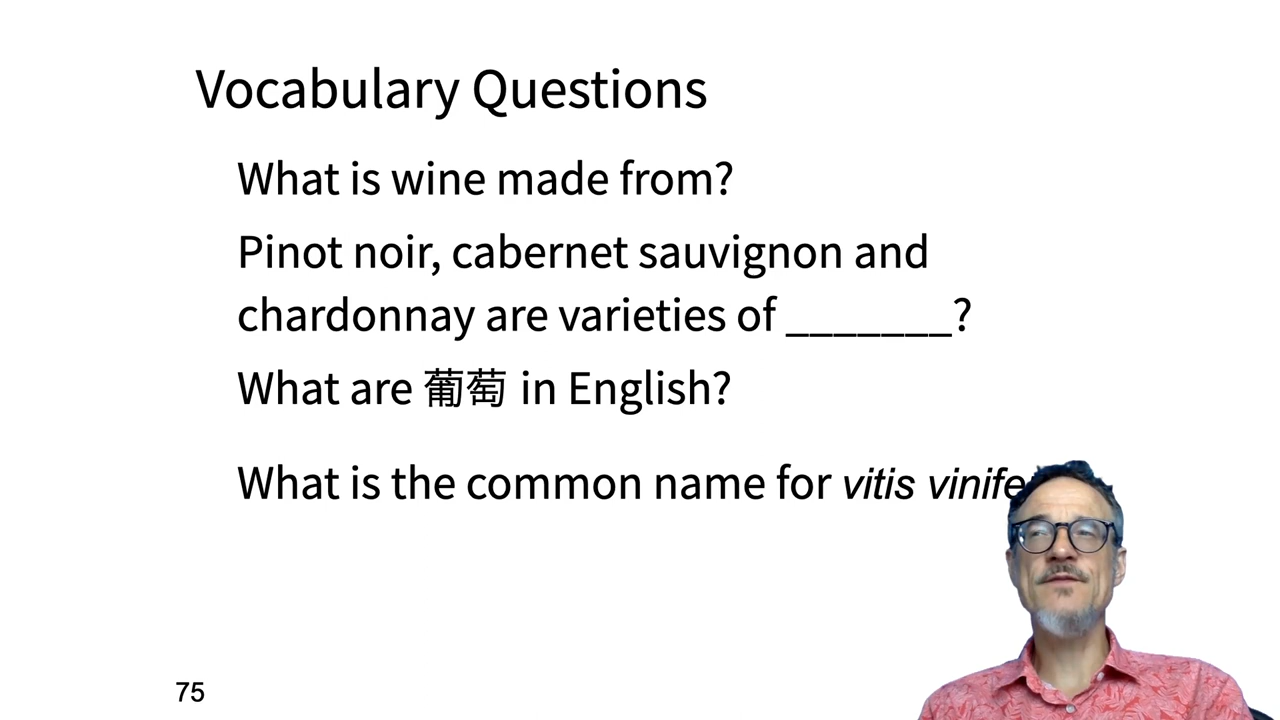 Vocabulary Questions
What is wine made from?
Pinot noir, cabernet sauvignon and
chardonnay are varieties of _______?
What are 葡萄 in English?
What is the common name for vitis vinife
75